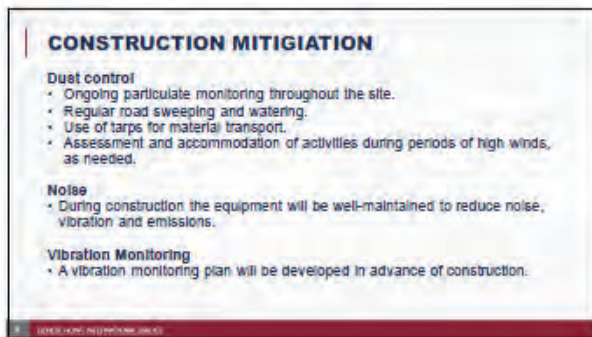 CONSTRUCTION MITIGIATION
Dust control
• Ongoing particulate monitoring throughout the site.
• Regular road sweeping and watering.
• Use of tarps for material transport.
• Assessment and accommodation of activities during periods of high winds,
as needed.
Noise
• During construction the equipment will be well-maintained to reduce noise,
vibration and emissions.
Vibration Monitoring
• A vibration monitoring plan will be developed in advance of construction.